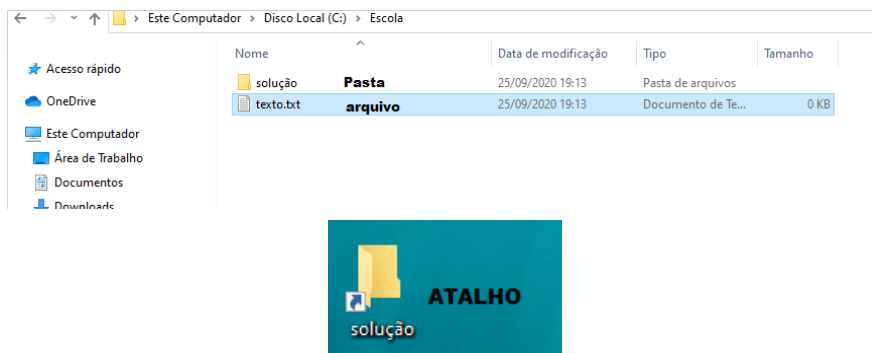 Este Computador > Disco Local (C:) > Escola
Nome Data de modificação Tipo Tamanho
Acesso rápido
solução Pasta 25/09/2020 19:13 Pasta de arquivos
OneDrive
texto.txt arquivo 25/09/2020 19:13 Documento de Te... 0 KB
Este Computador
Área de Trabalho
Documentos
Downloads
ATALHO
solução